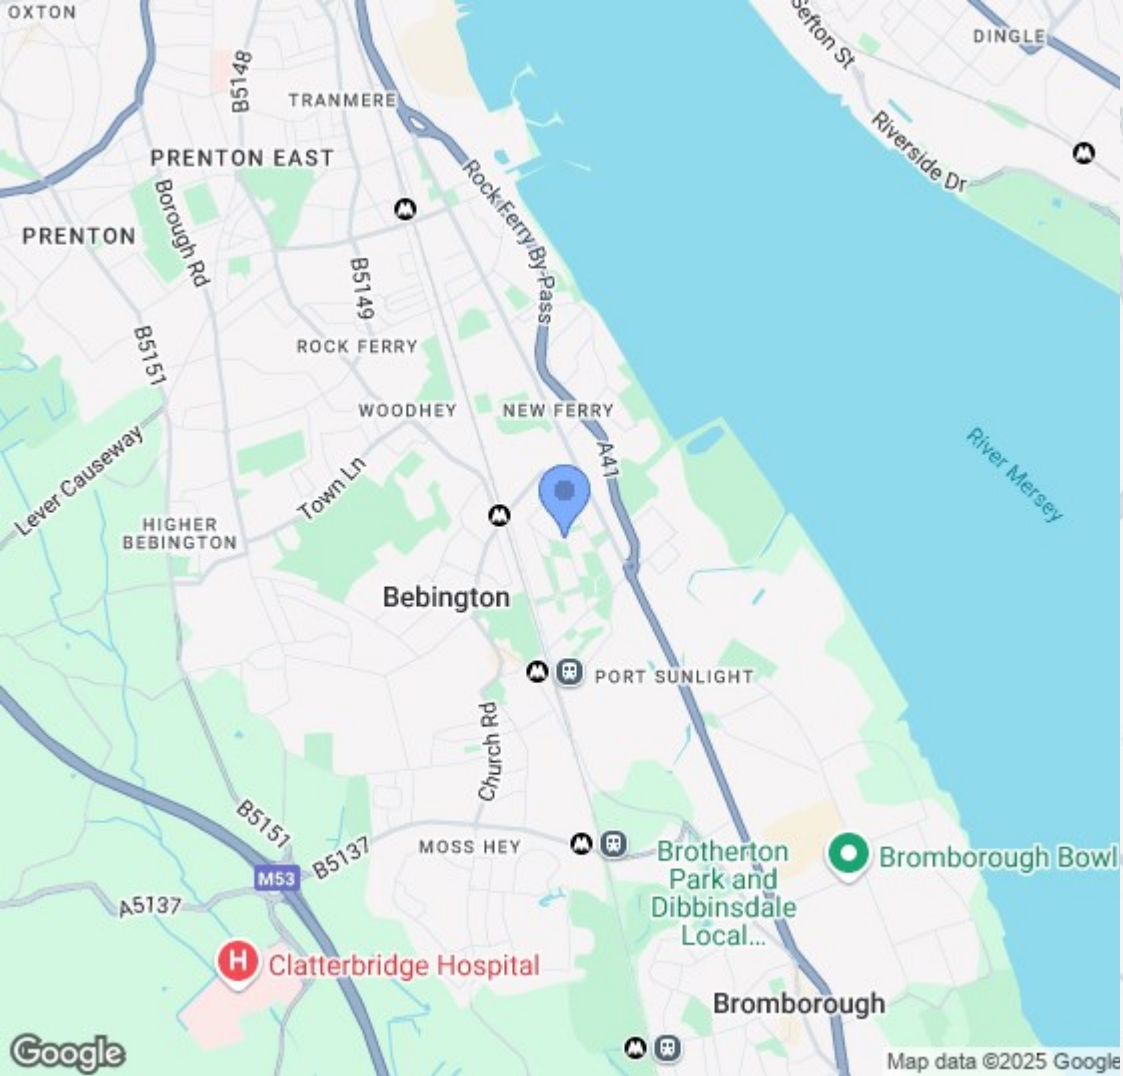 OXTON
Sefton St
DINGLE
B5148
TRANMERE
Riverside Dr
PRENTON EAST
Rock Ferry By-Pass
Borough Rd
PRENTON
B5149
B5151
ROCK FERRY
WOODHEY
NEW FERRY
A41
River Mersey
Lever Causeway
Town Ln
HIGHER
BEBINGTON
Bebington
PORT SUNLIGHT
Church Rd
B5151
B5137
MOSS HEY
Brotherton
Park and
Dibbinsdale
Local...
Bromborough Bowl
M53
A5137
H
Clatterbridge Hospital
Bromborough
Google
Map data ©2025 Google